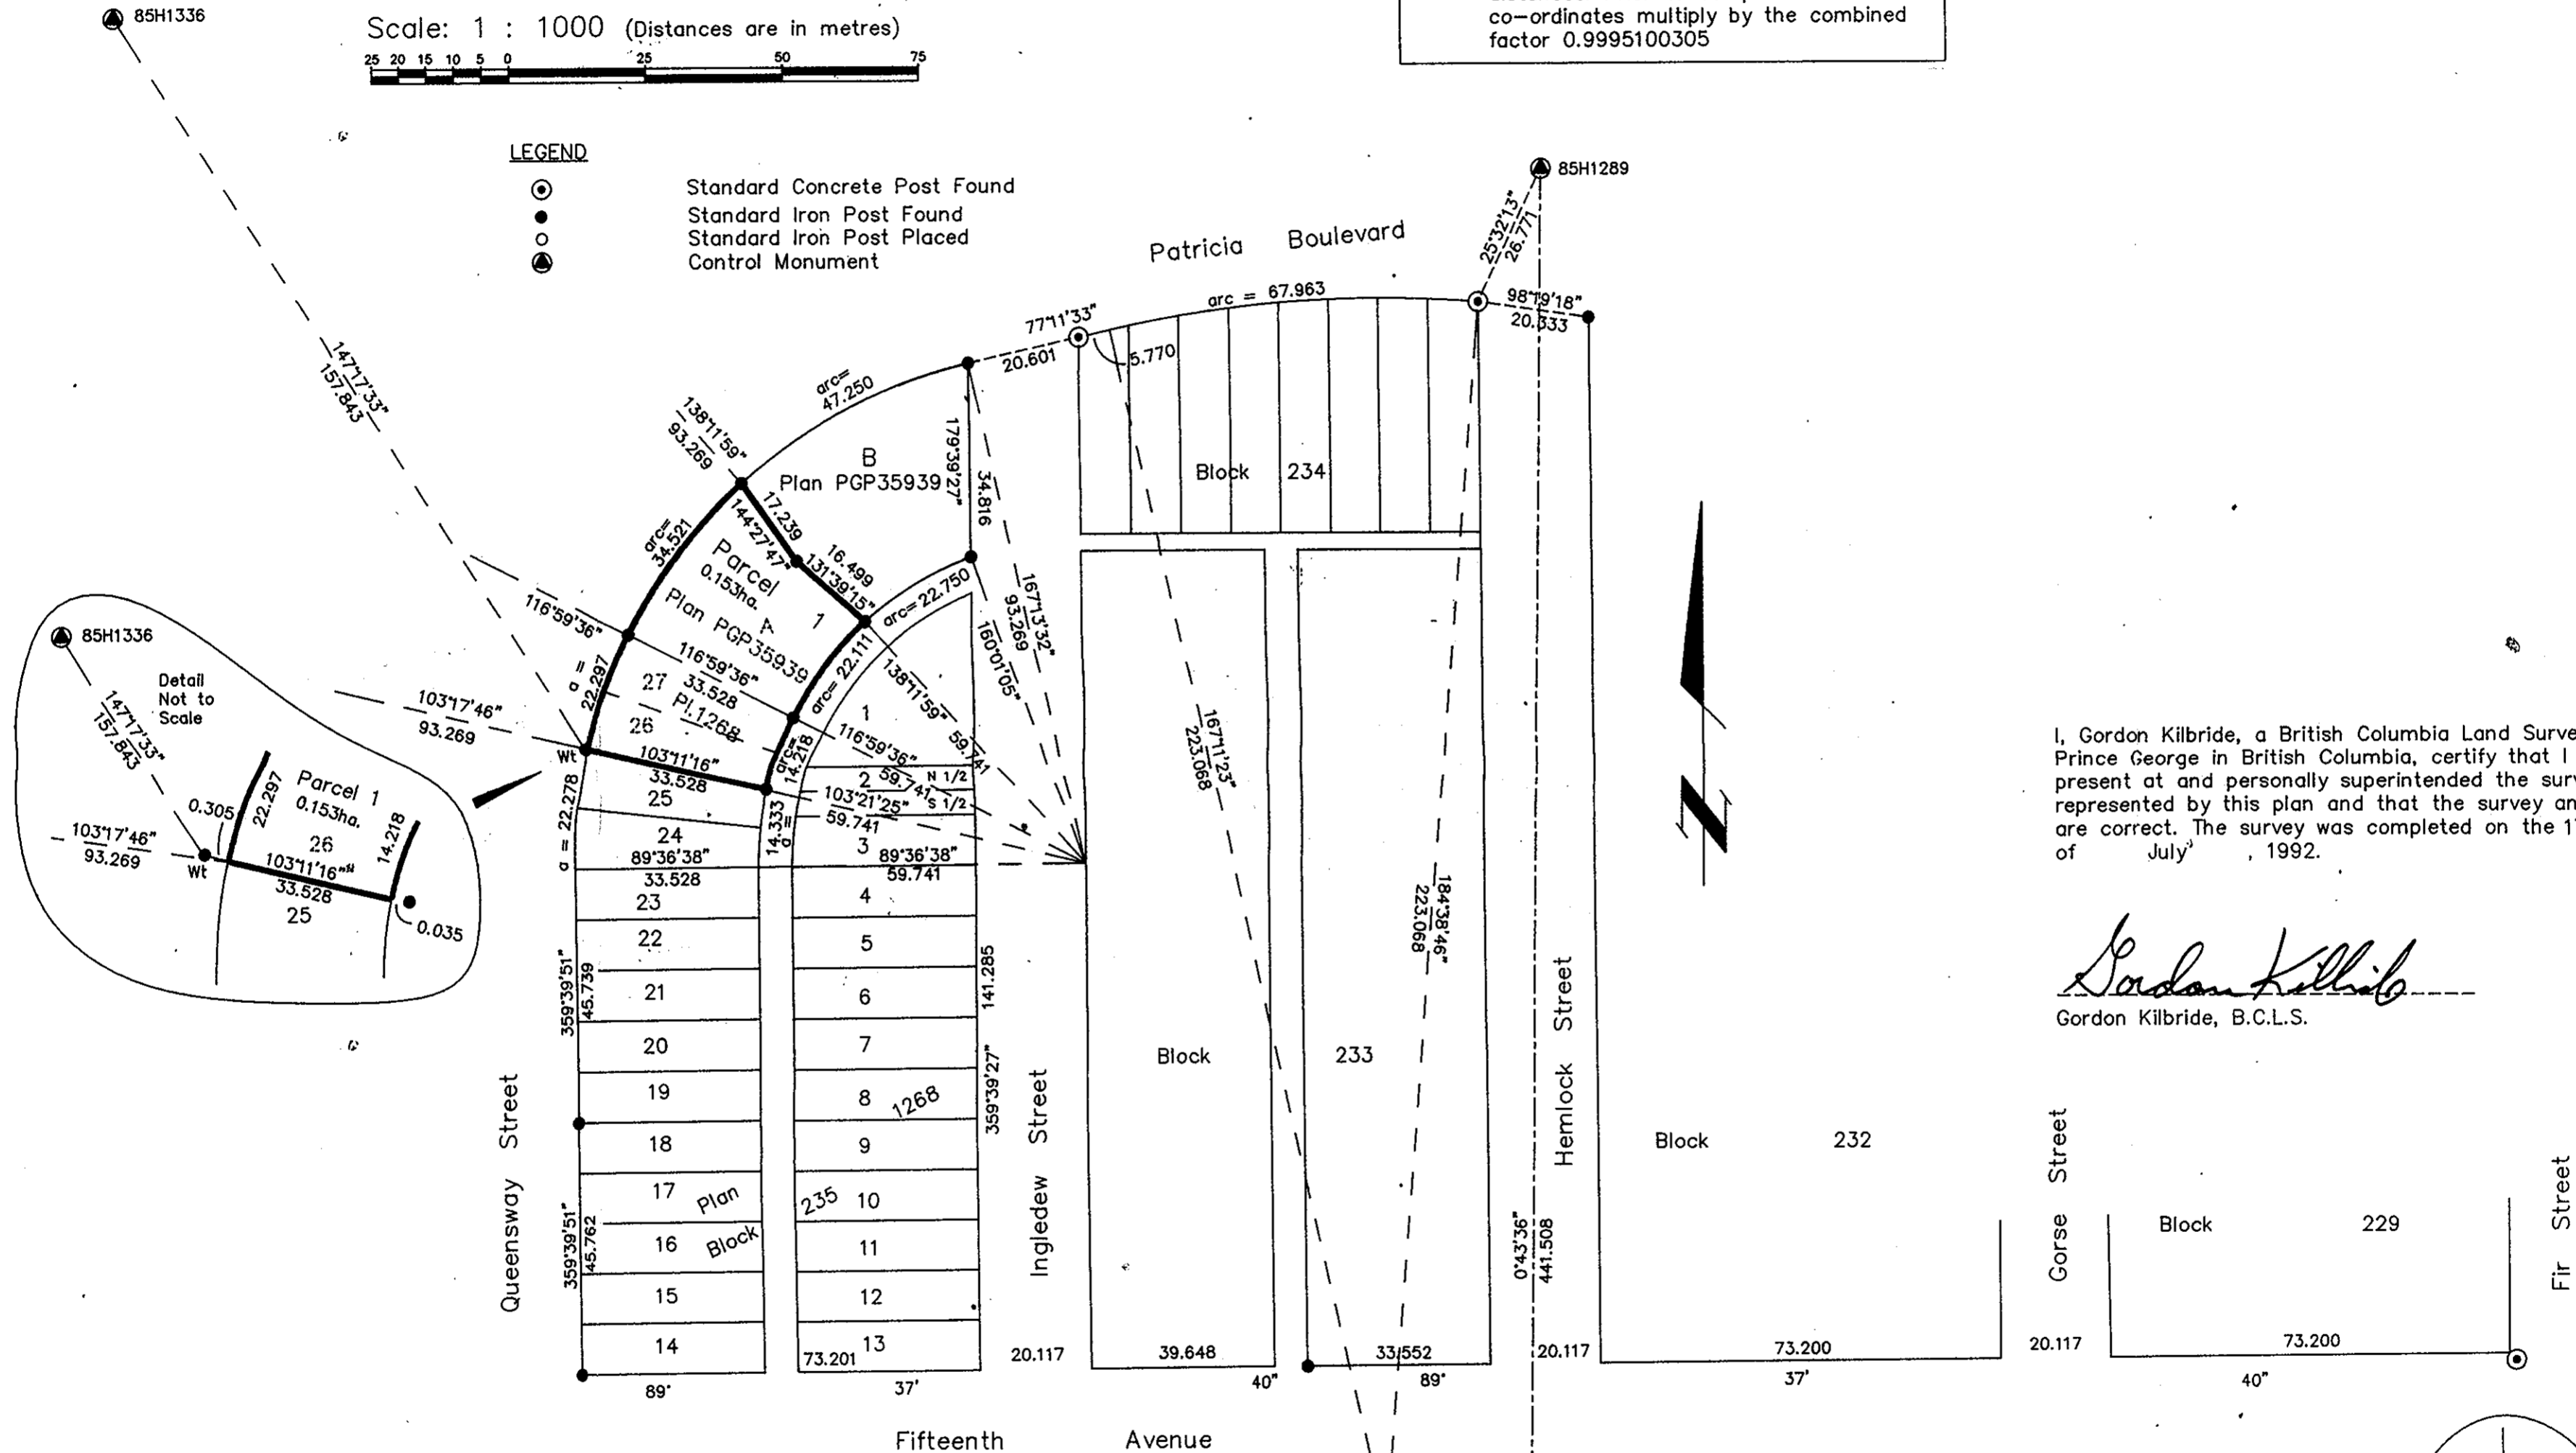 85H1336
Scale: 1 : 1000 (Distances are in metres)
25 20 15 10 5 0 25 50 75
co-ordinates multiply by the combined
factor 0.9995100305
LEGEND
Standard Concrete Post Found
Standard Iron Post Found
Standard Iron Post Placed
Control Monument
85H1289
25°32'13"
26.771
Patricia Boulevard
arc = 67.963
98°19'18"
20.333
77°11'33"
20.601
5.770
arc=
47.250
147°17'33"
157.843
138°11'59"
93.269
B
Plan PGP35939
179°39'27"
34.816
Block 234
17.239
144°27'47"
arc=
34.521
16.499
131°39'15"
Parcel 1
0.153ha.
A
Plan PGP35939
arc= 22.750
167°13'32"
93.269
160°01'05"
116°59'36"
116°59'36"
33.528
arc= 22.111
138°11'59"
59.741
a =
22.297
27
Pl.1268
26
1
116°59'36"
59.741
103°17'46"
93.269
Wt
103°11'16"
33.528
arc=
14.218
2
N 1/2
S 1/2
103°21'25"
59.741
25
24
3
a = 22.278
a =
14.333
89°36'38"
33.528
89°36'38"
59.741
167°11'23"
223.068
184°38'46"
223.068
85H1336
Detail
Not to
Scale
147°17'33"
157.843
0.305
22.297
Parcel 1
0.153ha.
14.218
103°17'46"
93.269
Wt
26
103°11'16"
33.528
25
0.035
I, Gordon Kilbride, a British Columbia Land Surve
Prince George in British Columbia, certify that I
present at and personally superintended the surv
represented by this plan and that the survey an
are correct. The survey was completed on the 1
of July , 1992.
Gordon Kilbride
Gordon Kilbride, B.C.L.S.
23
22
21
20
19
18
17
16
15
14
4
5
6
7
8
9
10
11
12
13
Plan 1268
Block 235
359°39'51"
45.739
359°39'51"
45.762
141.285
359°39'27"
Queensway Street
Ingledew Street
Block 233
Hemlock Street
0°43'36"
441.508
Block 232
Gorse Street
Block 229
Fir Street
73.201
20.117
39.648
33.552
20.117
73.200
20.117
73.200
89° 37' 40" 89° 37' 40"
Fifteenth Avenue